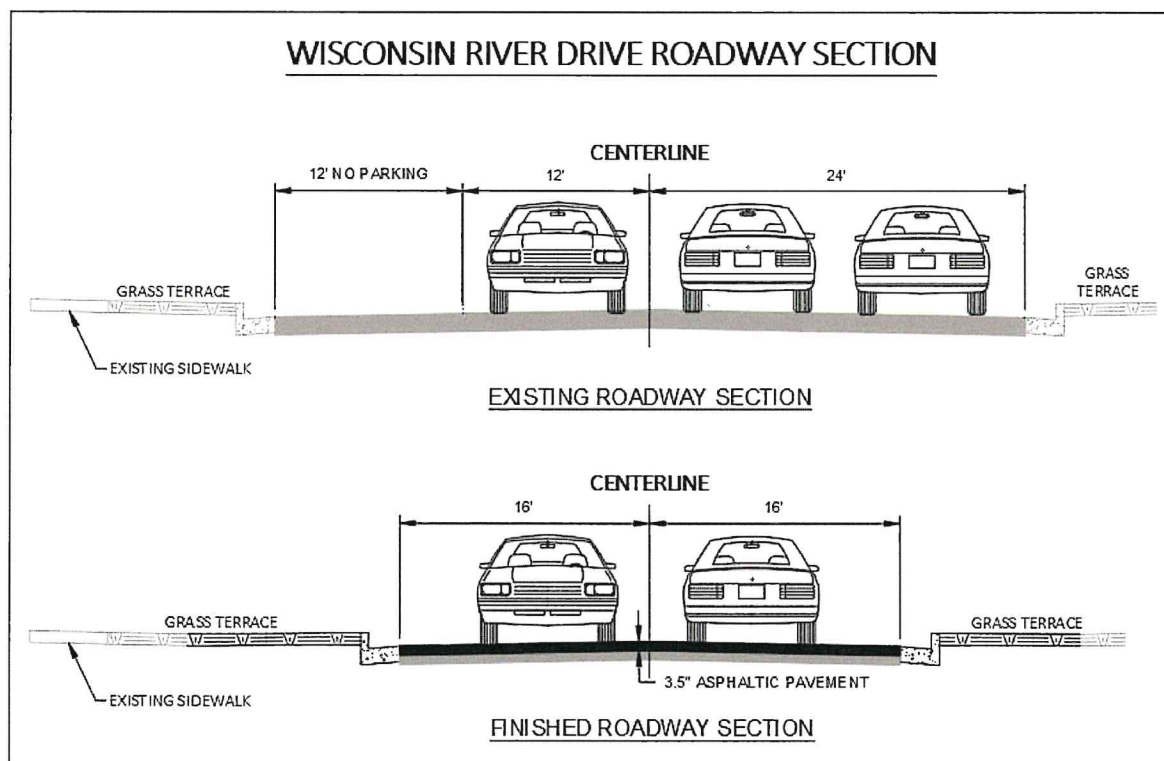 WISCONSIN RIVER DRIVE ROADWAY SECTION
CENTERLINE
12' NO PARKING
12'
24'
GRASS TERRACE
GRASS
TERRACE
EXISTING SIDEWALK
EXISTING ROADWAY SECTION
CENTERLINE
16'
16'
GRASS TERRACE
GRASS TERRACE
3.5" ASPHALTIC PAVEMENT
EXISTING SIDEWALK
FINISHED ROADWAY SECTION